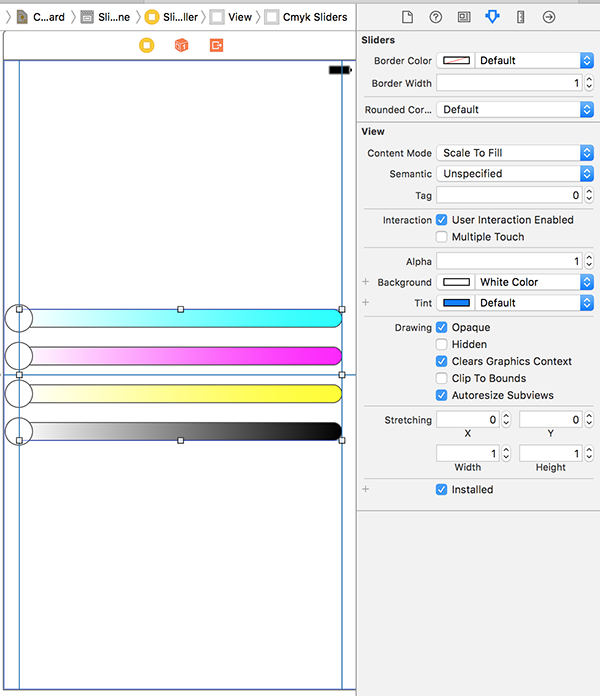 C...ard Sli...ne Sli...ller View Cmyk Sliders
Sliders
Border Color Default
Border Width 1
Rounded Cor... Default
View
Content Mode Scale To Fill
Semantic Unspecified
Tag 0
Interaction User Interaction Enabled
Multiple Touch
Alpha 1
+ Background White Color
+ Tint Default
Drawing Opaque
Hidden
Clears Graphics Context
Clip To Bounds
Autoresize Subviews
Stretching 0 0
X Y
1 1
Width Height
+ Installed